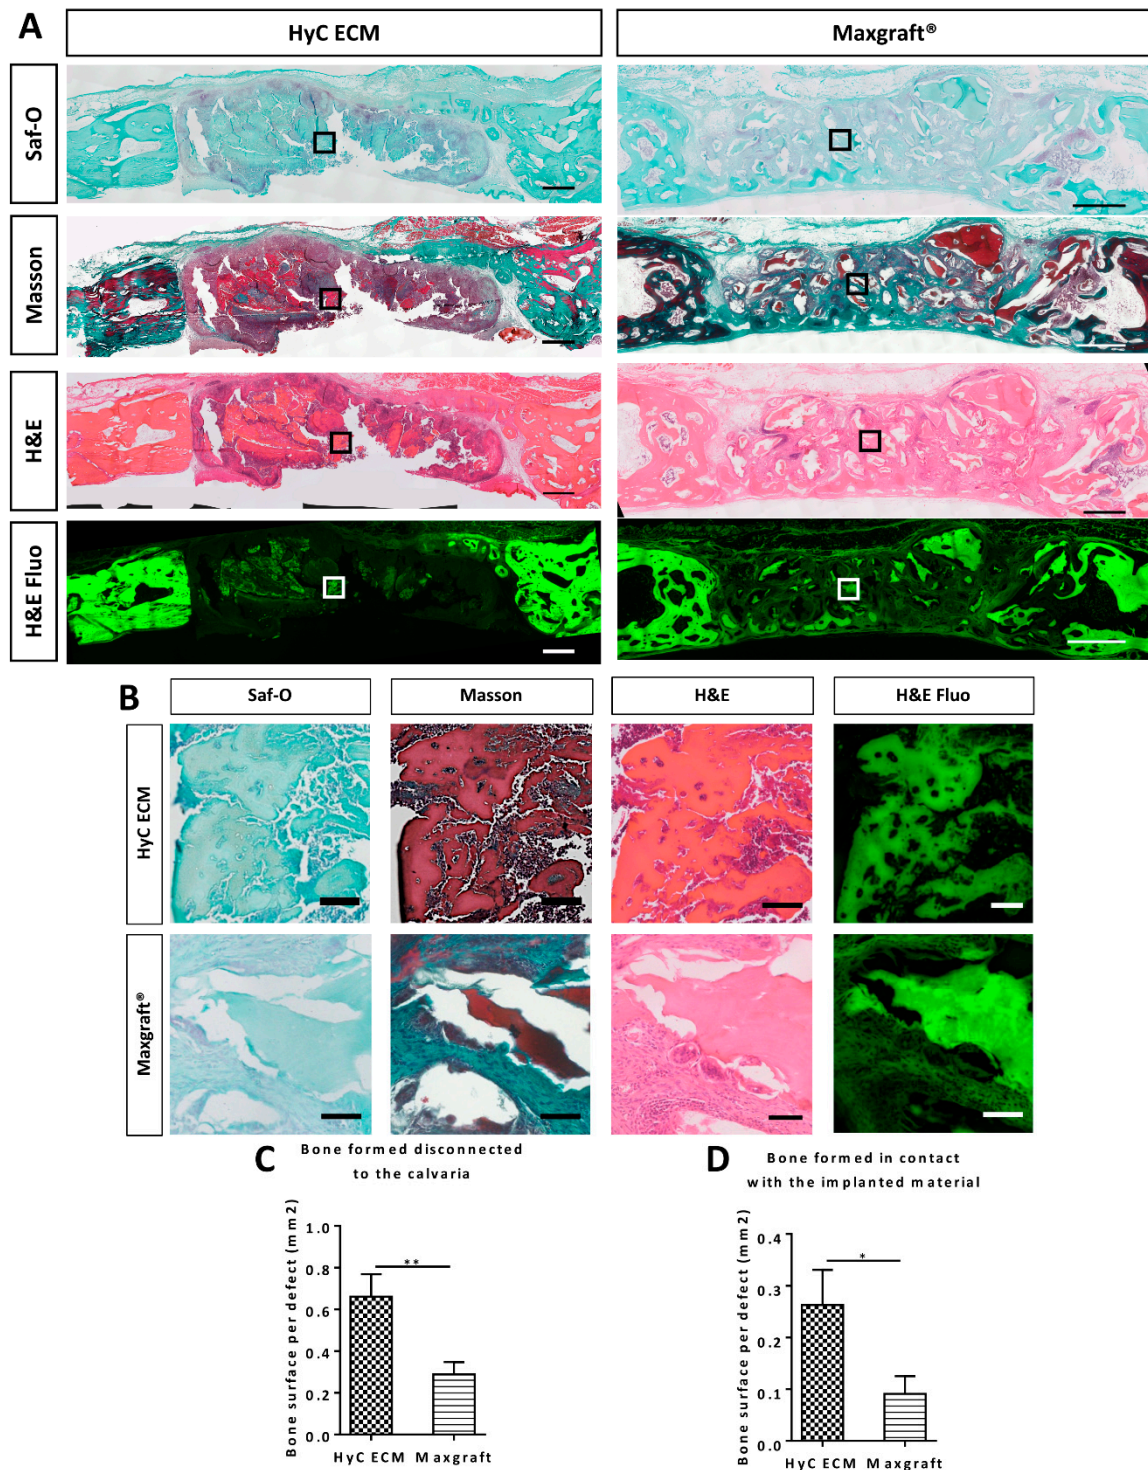 A
HyC ECM
Maxgraft®
Saf-O
Masson
H&E
H&E Fluo
B
Saf-O
Masson
H&E
H&E Fluo
HyC ECM
Maxgraft®
C
Bone formed disconnected
to the calvaria
Bone surface per defect (mm2)
1.0
0.8
0.6
0.4
0.2
0.0
**
HyC ECM
Maxgraft
D
Bone formed in contact
with the implanted material
Bone surface per defect (mm2)
0.4
0.3
0.2
0.1
0.0
*
HyC ECM
Maxgraft